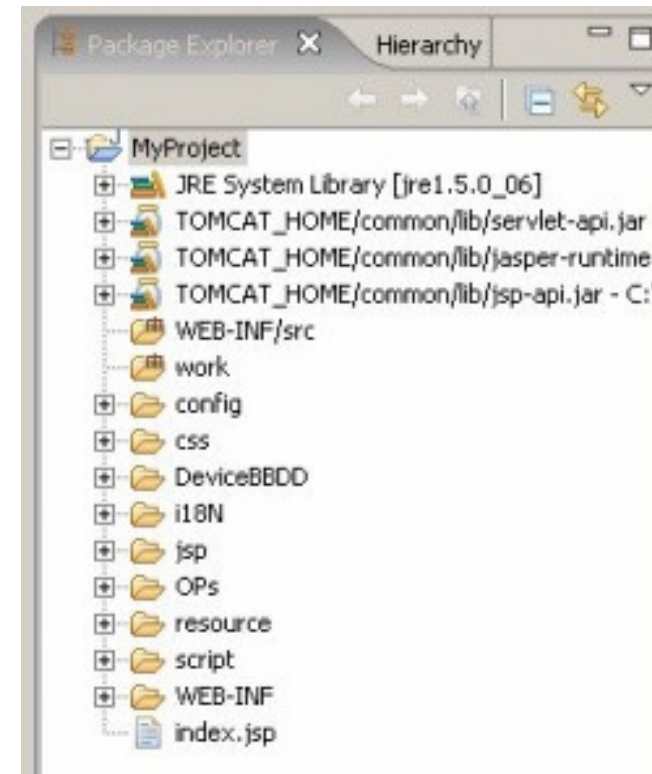 Package Explorer Hierarchy
MyProject
JRE System Library [jre1.5.0_06]
TOMCAT_HOME/common/lib/servlet-api.jar
TOMCAT_HOME/common/lib/jasper-runtime
TOMCAT_HOME/common/lib/jsp-api.jar - C:
WEB-INF/src
work
config
css
DeviceBBDD
i18N
jsp
OPs
resource
script
WEB-INF
index.jsp